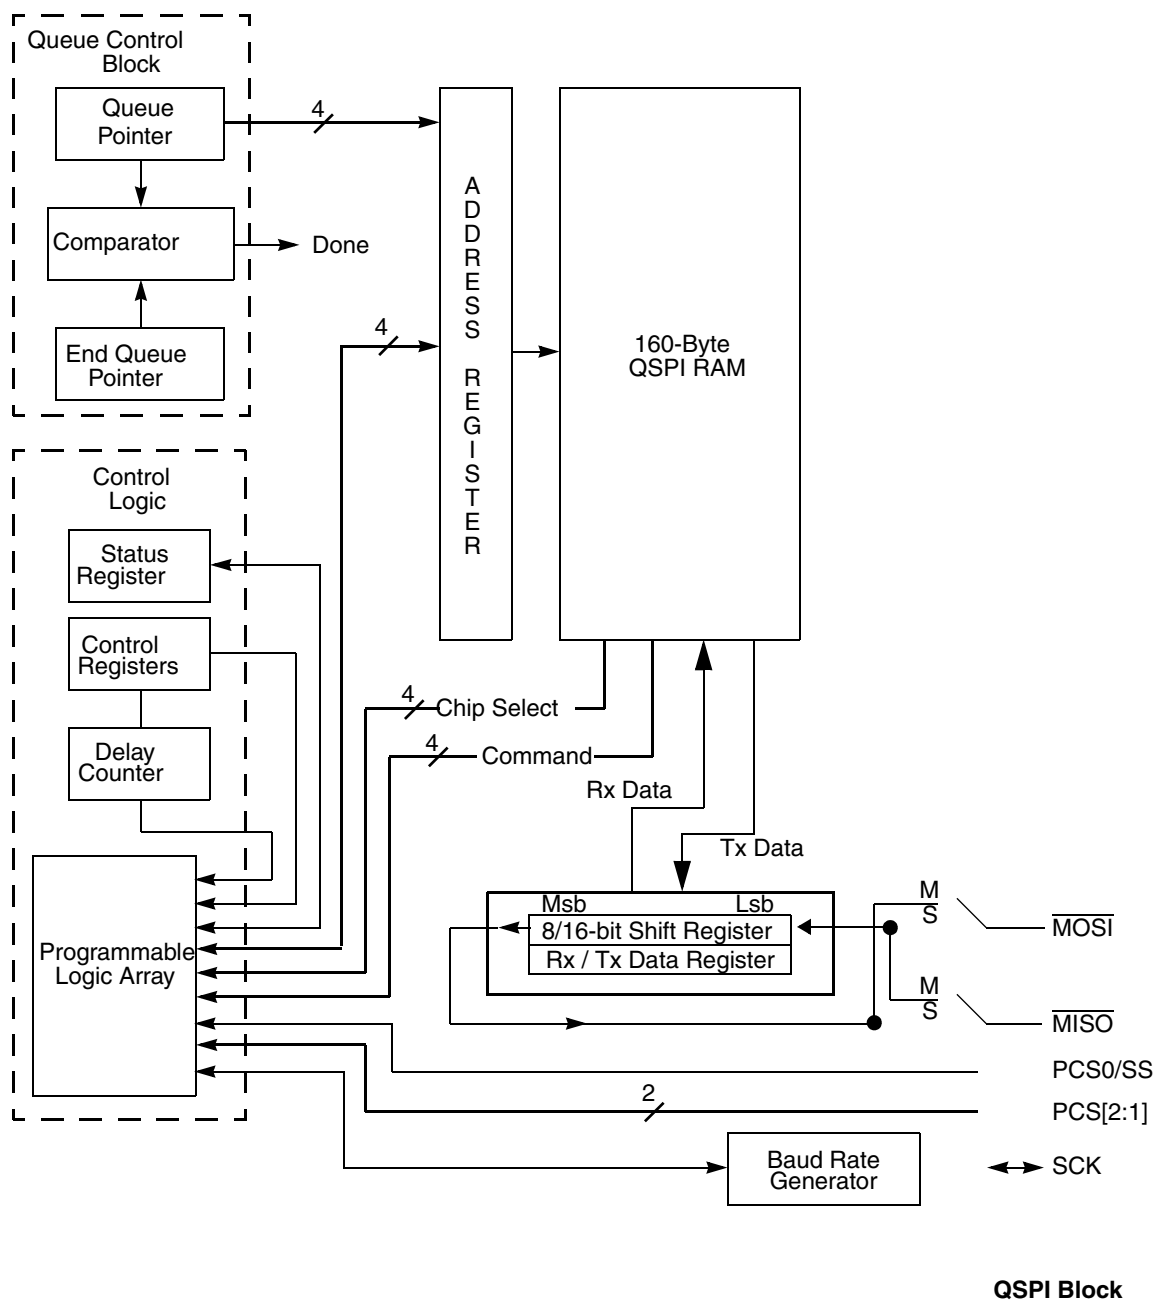 Queue Control
Block
Queue
Pointer
4
Comparator
Done
End Queue
Pointer
4
ADDRESS REGISTER
160-Byte
QSPI RAM
Control
Logic
Status
Register
Control
Registers
Delay
Counter
Programmable
Logic Array
4
Chip Select
4
Command
Rx Data
Tx Data
Msb
Lsb
8/16-bit Shift Register
Rx / Tx Data Register
M
S
MOSI
M
S
MISO
PCS0/SS
2
PCS[2:1]
Baud Rate
Generator
SCK
QSPI Block